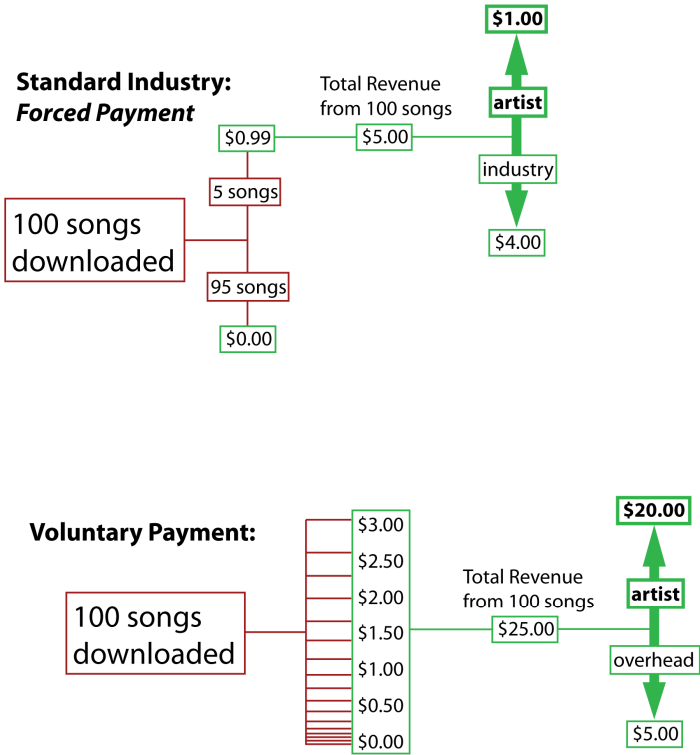 $1.00
Standard Industry:
Forced Payment
Total Revenue
from 100 songs
artist
$0.99
$5.00
industry
5 songs
100 songs
downloaded
$4.00
95 songs
$0.00
Voluntary Payment:
$3.00
$2.50
$2.00
$1.50
$1.00
$0.50
$0.00
100 songs
downloaded
Total Revenue
from 100 songs
$25.00
$20.00
artist
overhead
$5.00